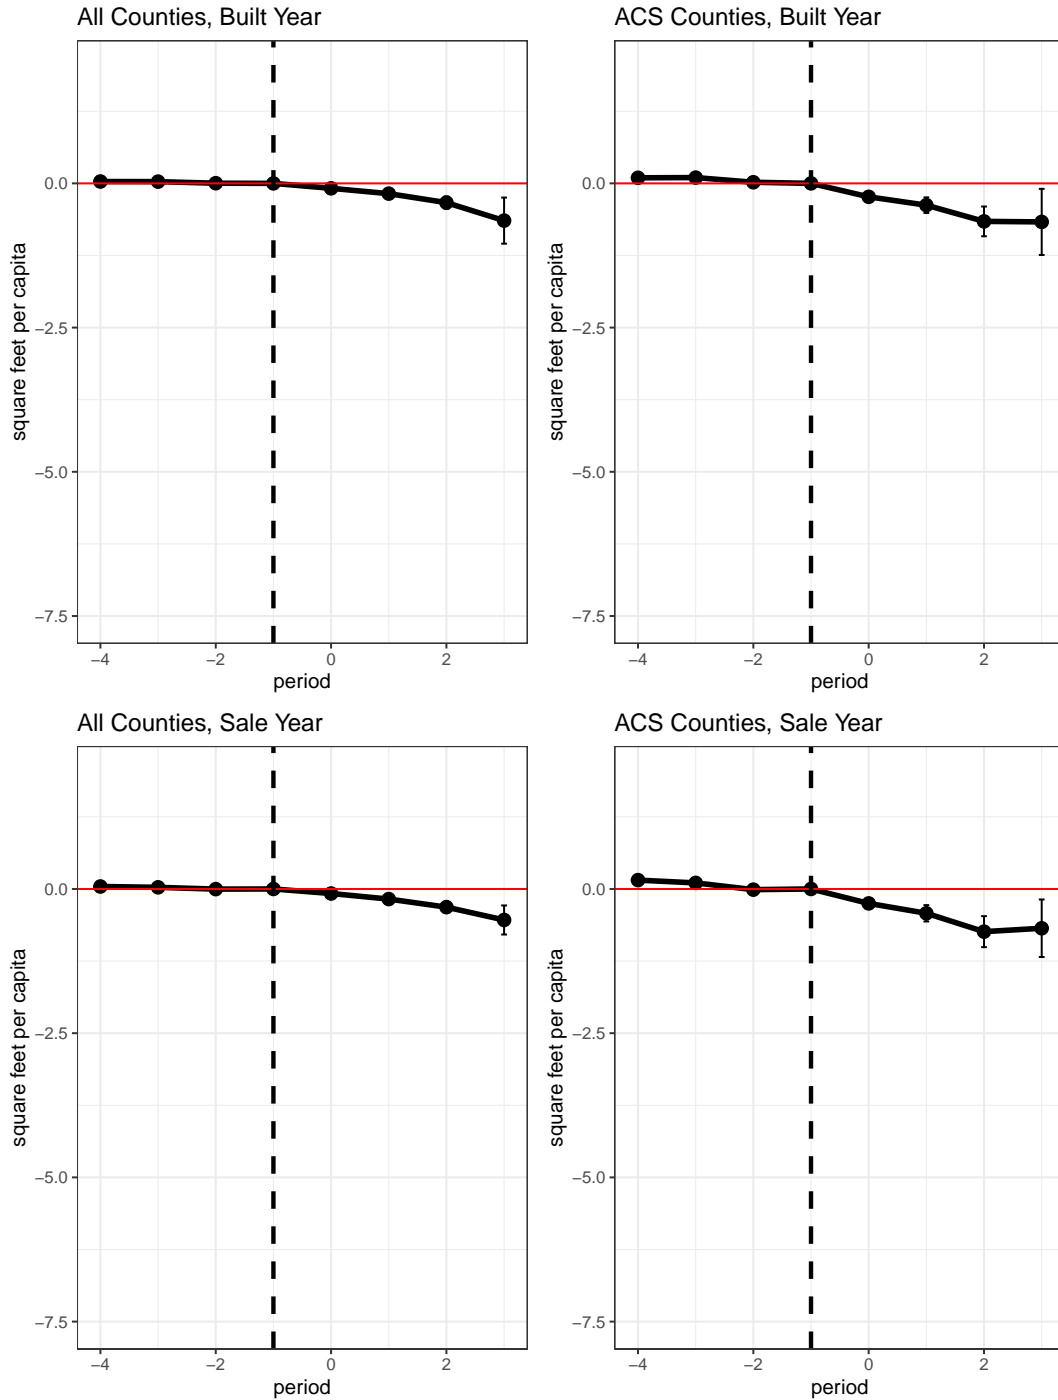 All Counties, Built Year
square feet per capita
0.0
−2.5
−5.0
−7.5
−4
−2
0
2
period
ACS Counties, Built Year
square feet per capita
0.0
−2.5
−5.0
−7.5
−4
−2
0
2
period
All Counties, Sale Year
square feet per capita
0.0
−2.5
−5.0
−7.5
−4
−2
0
2
period
ACS Counties, Sale Year
square feet per capita
0.0
−2.5
−5.0
−7.5
−4
−2
0
2
period